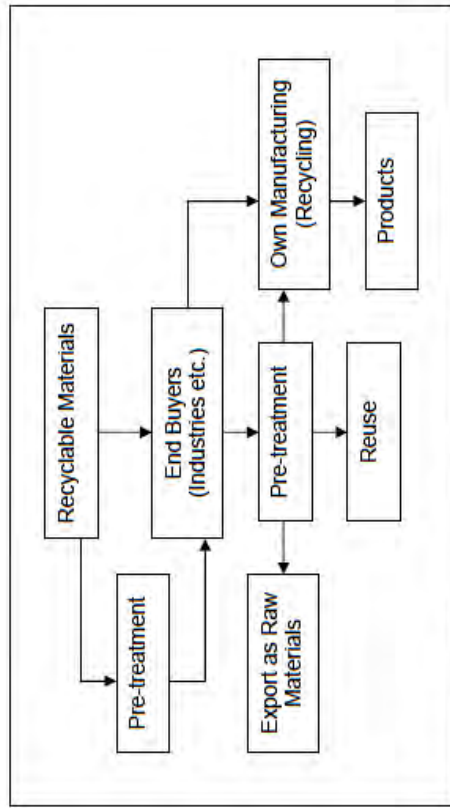 Recyclable Materials
Pre-treatment
End Buyers
(Industries etc.)
Export as Raw
Materials
Pre-treatment
Own Manufacturing
(Recycling)
Reuse
Products